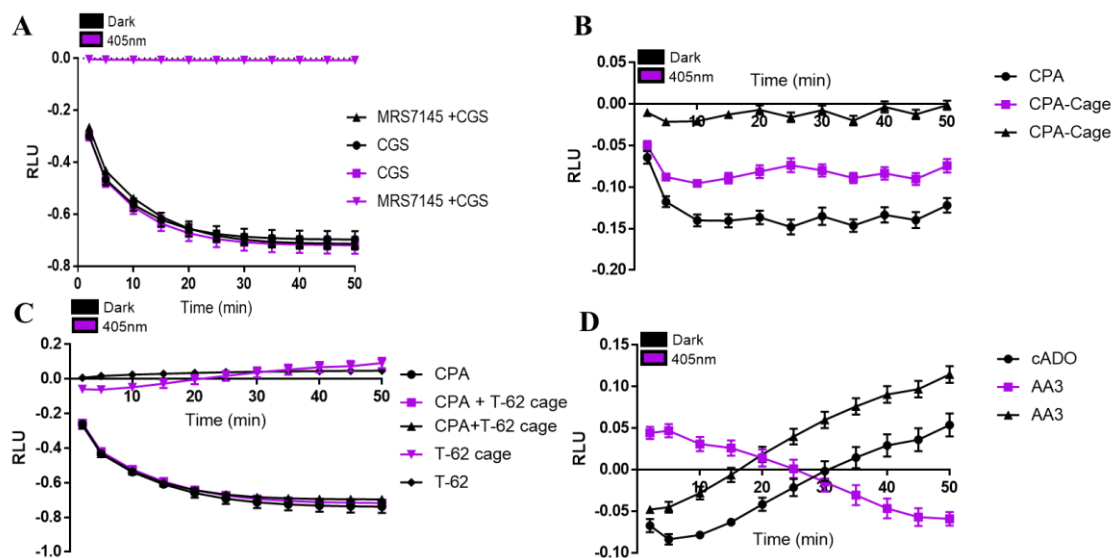 A
Dark
405nm
0.0
-0.2
-0.4
-0.6
-0.8
RLU
0 10 20 30 40 50
Time (min)
MRS7145 +CGS
CGS
CGS
MRS7145 +CGS
B
Dark
405nm
Time (min)
0.00
-0.05
-0.10
-0.15
-0.20
RLU
10 20 30 40 50
CPA
CPA-Cage
CPA-Cage
C
Dark
405nm
0.2
0.0
-0.2
-0.4
-0.6
-0.8
-1.0
RLU
10 20 30 40 50
Time (min)
CPA
CPA + T-62 cage
CPA+T-62 cage
T-62 cage
T-62
D
Dark
405nm
0.15
0.10
0.05
0.00
-0.05
-0.10
RLU
10 20 30 40 50
Time (min)
cADO
AA3
AA3